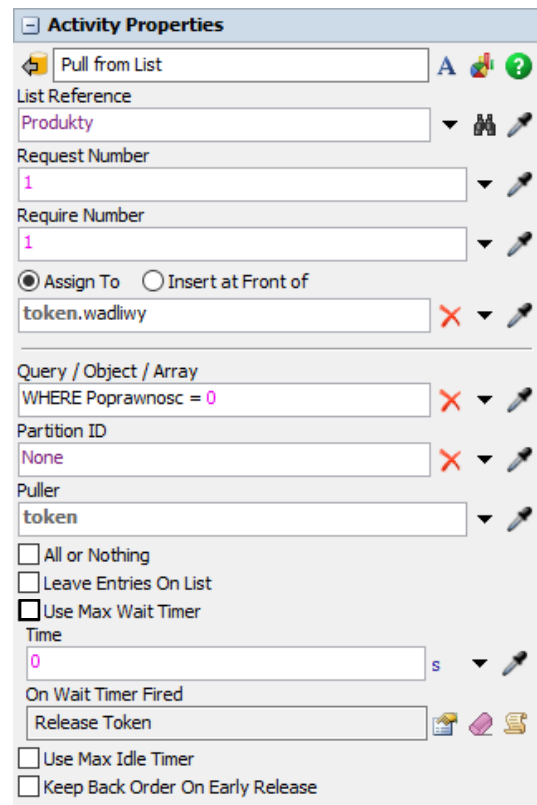 Activity Properties
Pull from List
List Reference
Produkty
Request Number
1
Require Number
1
Assign To Insert at Front of
token.wadliwy
Query / Object / Array
WHERE Poprawnosc = 0
Partition ID
None
Puller
token
All or Nothing
Leave Entries On List
Use Max Wait Timer
Time
0 s
On Wait Timer Fired
Release Token
Use Max Idle Timer
Keep Back Order On Early Release